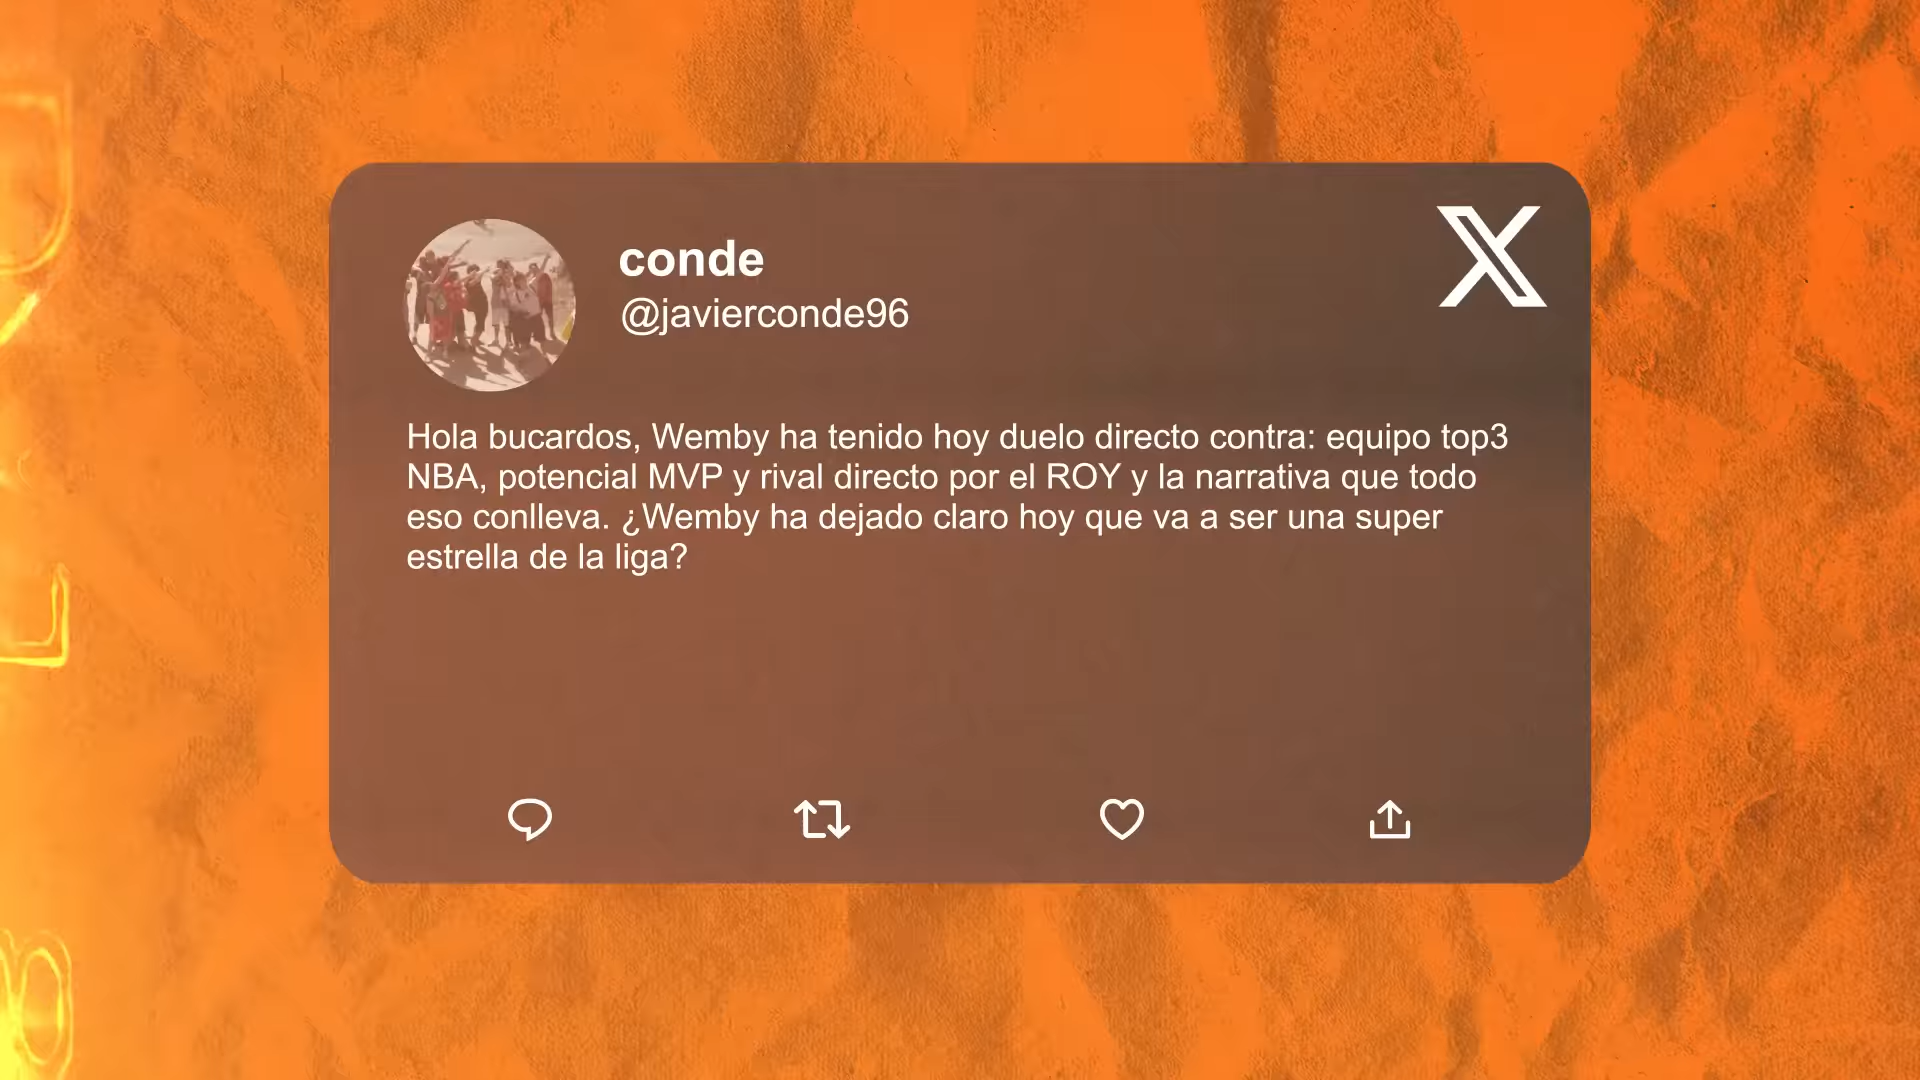 conde
@javierconde96
Hola bucardos, Wemby ha tenido hoy duelo directo contra: equipo top3
NBA, potencial MVP y rival directo por el ROY y la narrativa que todo
eso conlleva. ¿Wemby ha dejado claro hoy que va a ser una super
estrella de la liga?